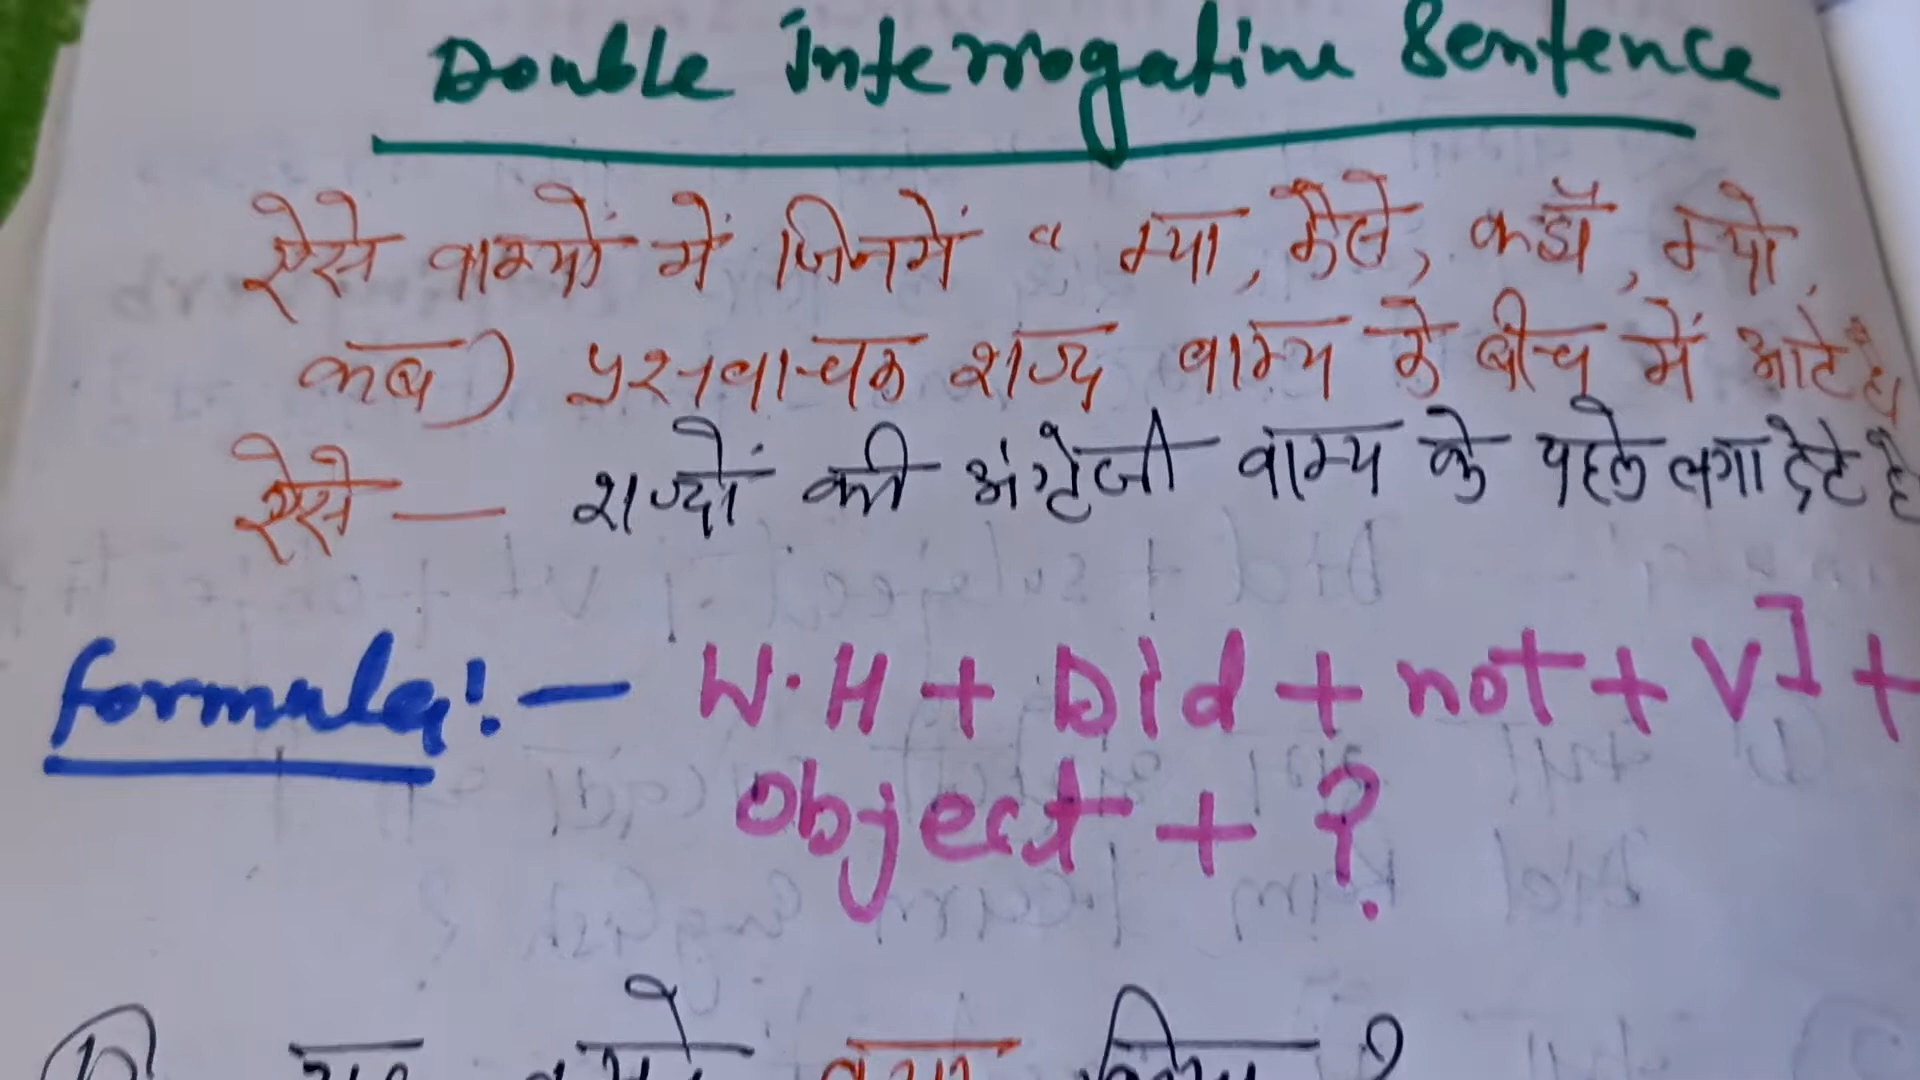 Double Interrogative Sentence
ऐसे वाक्यों में जिनमें " क्या, कैसे, कहाँ, क्यों,
कब) प्रश्नवाचक शब्द वाक्य के बीच में आते है
ऐसे — शब्दों की अंग्रेजी वाक्य के पहले लगा देते है
formula:- W.H + Did + not + V1 +
object + ?